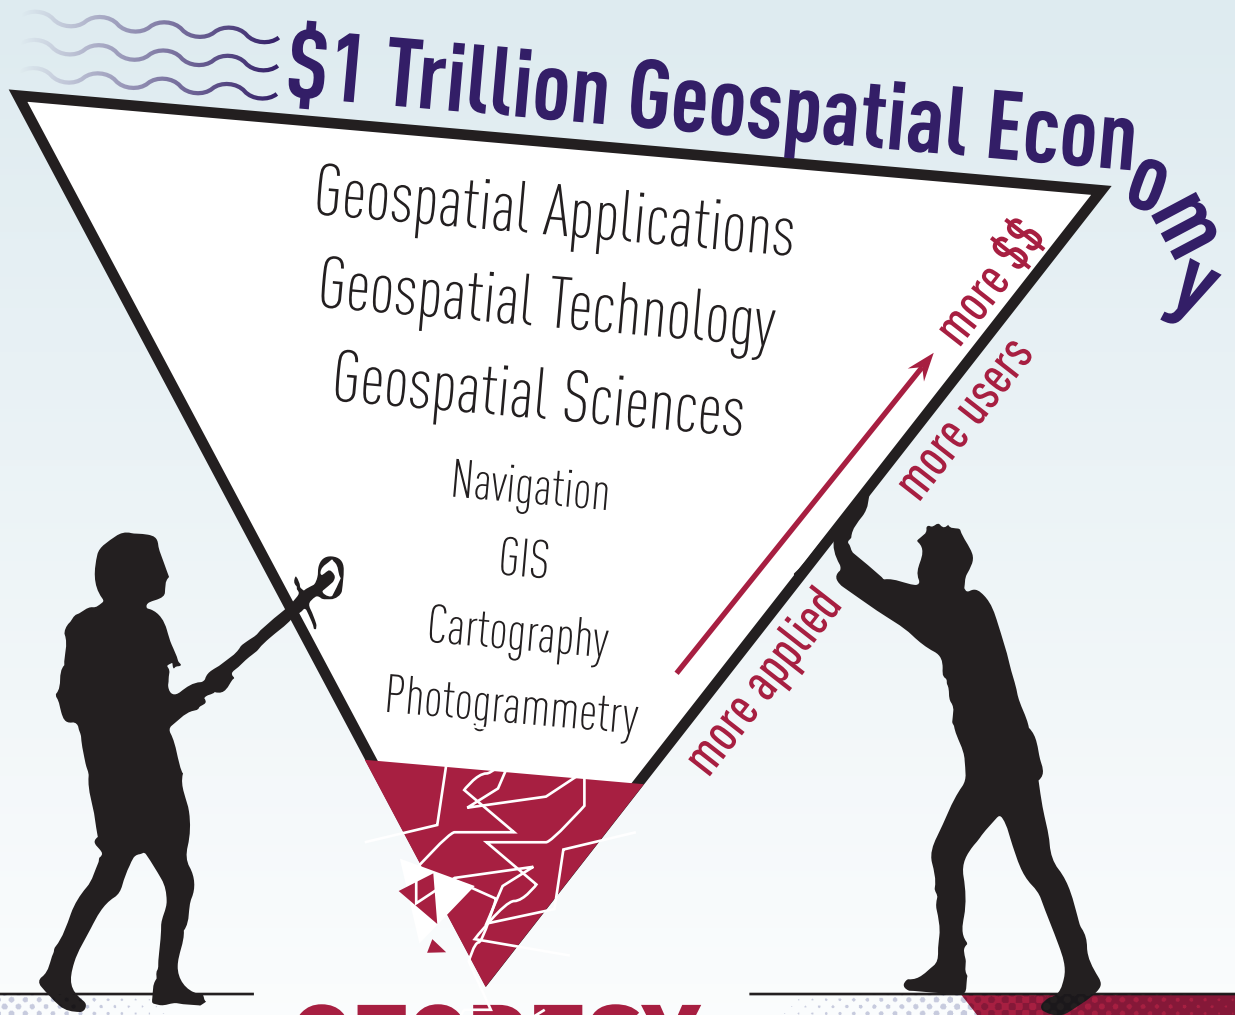 $1 Trillion Geospatial Economy
Geospatial Applications
Geospatial Technology
Geospatial Sciences
Navigation
GIS
Cartography
Photogrammetry
more $$
more users
more applied